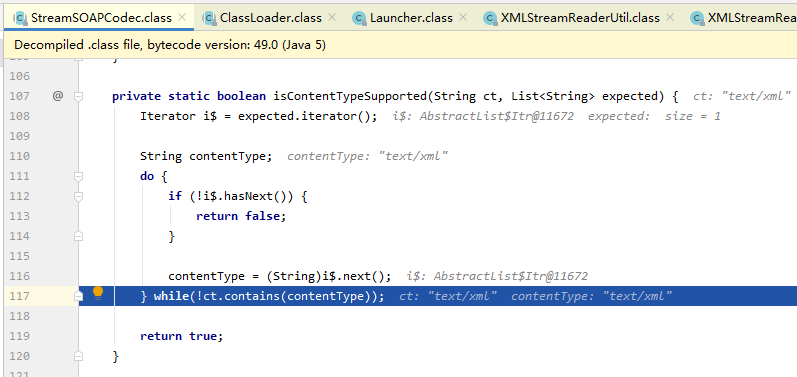 StreamSOAPCodec.class × ClassLoader.class × Launcher.class × XMLStreamReaderUtil.class × XMLStreamRea
Decompiled .class file, bytecode version: 49.0 (Java 5)
106
107 @ private static boolean isContentTypeSupported(String ct, List<String> expected) { ct: "text/xml"
108 Iterator i$ = expected.iterator(); i$: AbstractList$Itr@11672 expected: size = 1
109
110 String contentType; contentType: "text/xml"
111 do {
112 if (!i$.hasNext()) {
113 return false;
114 }
115
116 contentType = (String)i$.next(); i$: AbstractList$Itr@11672
117 } while(!ct.contains(contentType)); ct: "text/xml" contentType: "text/xml"
118
119 return true;
120 }